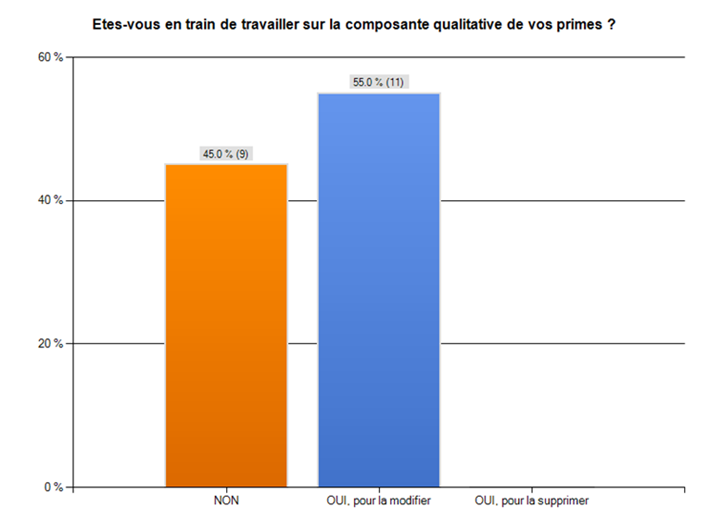 Etes-vous en train de travailler sur la composante qualitative de vos primes ?
60 %
55.0 % (11)
45.0 % (9)
40 %
20 %
0 %
NON
OUI, pour la modifier
OUI, pour la supprimer